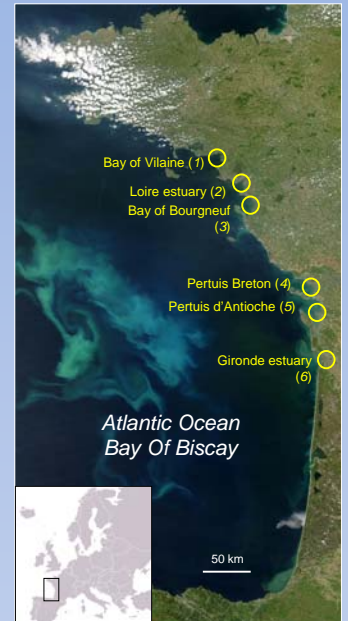 Bay of Vilaine (1)
Loire estuary (2)
Bay of Bourgneuf
(3)
Pertuis Breton (4)
Pertuis d'Antioche (5)
Gironde estuary
(6)
Atlantic Ocean
Bay Of Biscay
50 km